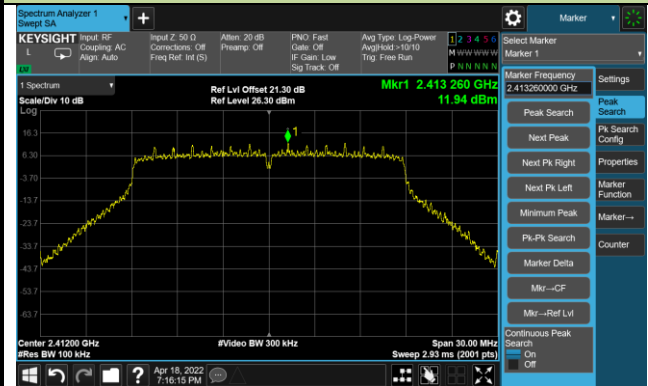 Spectrum Analyzer 1
Swept SA
Marker
KEYSIGHT
L
Input: RF
Coupling: AC
Align: Auto
Input Z: 50 Ω
Corrections: Off
Freq Ref: Int (S)
Atten: 20 dB
Preamp: Off
PNO: Fast
Gate: Off
IF Gain: Low
Sig Track: Off
Avg Type: Log-Power
Avg|Hold:>10/10
Trig: Free Run
1 2 3 4 5 6
M W W W W W
P N N N N N
Select Marker
Marker 1
1 Spectrum
Scale/Div 10 dB
Log
Ref Lvl Offset 21.30 dB
Ref Level 26.30 dBm
Mkr1 2.413 260 GHz
11.94 dBm
1
16.3
6.30
-3.70
-13.7
-23.7
-33.7
-43.7
-53.7
-63.7
Center 2.41200 GHz
#Res BW 100 kHz
#Video BW 300 kHz
Span 30.00 MHz
Sweep 2.93 ms (2001 pts)
Marker Frequency
2.413260000 GHz
Peak Search
Next Peak
Next Pk Right
Next Pk Left
Minimum Peak
Pk-Pk Search
Marker Delta
Mkr→CF
Mkr→Ref Lvl
Continuous Peak
Search
On
Off
Settings
Peak
Search
Pk Search
Config
Properties
Marker
Function
Marker→
Counter
?
Apr 18, 2022
7:16:15 PM